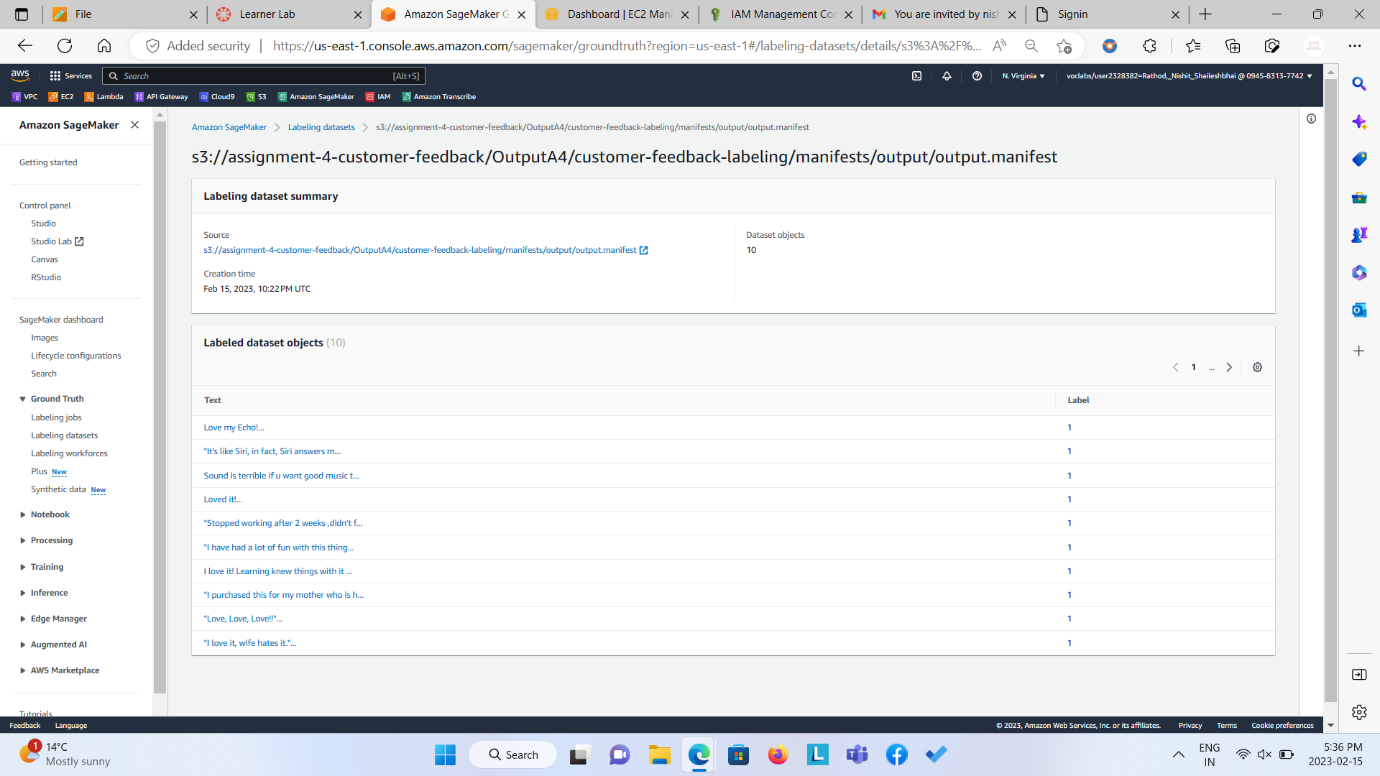 File
Learner Lab
Amazon SageMaker G
Dashboard | EC2 Man
IAM Management Co
You are invited by nish
Signin
Added security
https://us-east-1.console.aws.amazon.com/sagemaker/groundtruth?region=us-east-1#/labeling-datasets/details/s3%3A%2F%...
aws
Services
Search
[Alt+S]
N. Virginia
voclabs/user2328382=Rathod,_Nishit_Shaileshbhai @ 0945-8313-7742
VPC
EC2
Lambda
API Gateway
Cloud9
S3
Amazon SageMaker
IAM
Amazon Transcribe
Amazon SageMaker
Getting started
Control panel
Studio
Studio Lab
Canvas
RStudio
SageMaker dashboard
Images
Lifecycle configurations
Search
Ground Truth
Labeling jobs
Labeling datasets
Labeling workforces
Plus New
Synthetic data New
Notebook
Processing
Training
Inference
Edge Manager
Augmented AI
AWS Marketplace
Tutorials
Amazon SageMaker
Labeling datasets
s3://assignment-4-customer-feedback/OutputA4/customer-feedback-labeling/manifests/output/output.manifest
s3://assignment-4-customer-feedback/OutputA4/customer-feedback-labeling/manifests/output/output.manifest
Labeling dataset summary
Source
s3://assignment-4-customer-feedback/OutputA4/customer-feedback-labeling/manifests/output/output.manifest
Creation time
Feb 15, 2023, 10:22 PM UTC
Dataset objects
10
Labeled dataset objects (10)
1 ...
Text Label
Love my Echo!... 1
"It's like Siri, in fact, Siri answers m... 1
Sound is terrible if u want good music t... 1
Loved it!... 1
"Stopped working after 2 weeks ,didn't f... 1
"I have had a lot of fun with this thing... 1
I love it! Learning knew things with it ... 1
"I purchased this for my mother who is h... 1
"Love, Love, Love!!"... 1
"I love it, wife hates it."... 1
Feedback Language
© 2023, Amazon Web Services, Inc. or its affiliates. Privacy Terms Cookie preferences
1
14°C
Mostly sunny
Search
ENG
IN
5:36 PM
2023-02-15